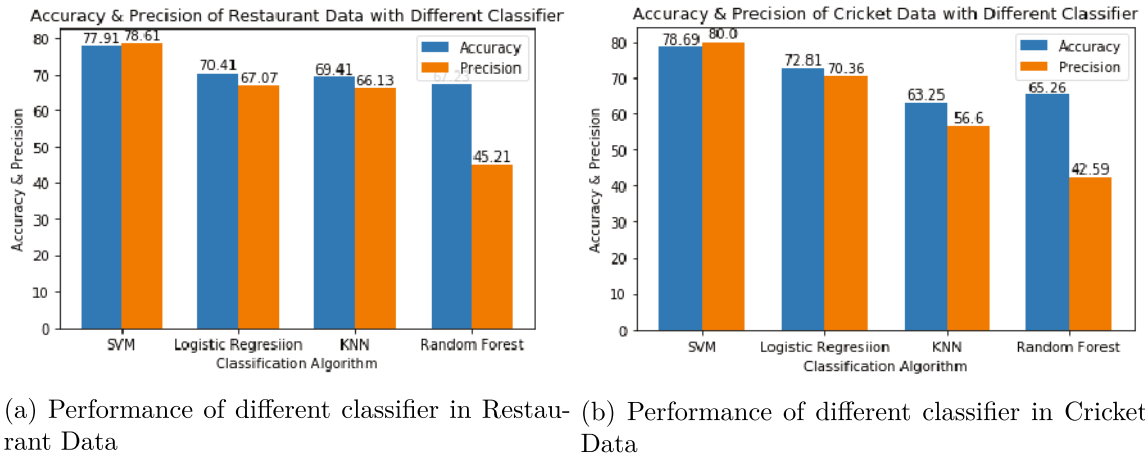 Accuracy & Precision of Restaurant Data with Different Classifier
80
70
60
50
40
30
20
10
0
Accuracy & Precision
77.91
78.61
70.41
67.07
69.41
66.13
45.21
Accuracy
Precision
SVM
Logistic Regresiion
KNN
Random Forest
Classification Algorithm
(a) Performance of different classifier in Restau-
rant Data
Accuracy & Precision of Cricket Data with Different Classifier
80
70
60
50
40
30
20
10
0
Accuracy & Precision
78.69
80.0
72.81
70.36
63.25
56.6
65.26
42.59
Accuracy
Precision
SVM
Logistic Regresiion
KNN
Random Forest
Classification Algorithm
(b) Performance of different classifier in Cricket
Data